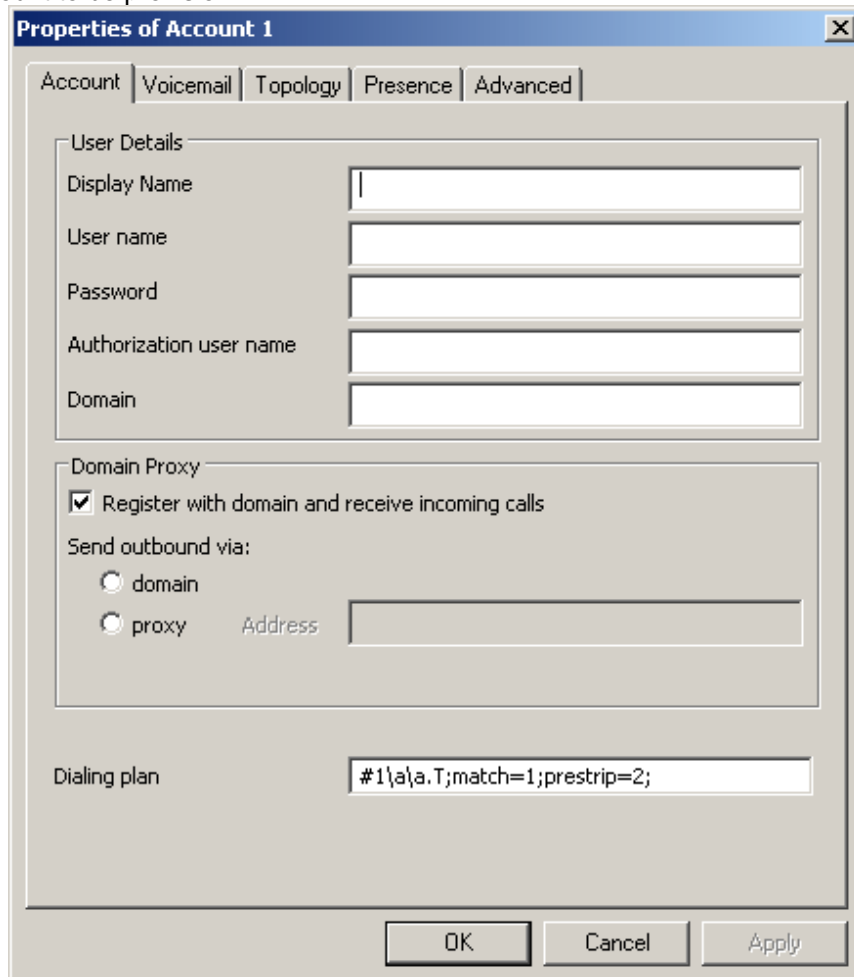 Properties of Account 1
Account Voicemail Topology Presence Advanced
User Details
Display Name
User name
Password
Authorization user name
Domain
Domain Proxy
Register with domain and receive incoming calls
Send outbound via:
domain
proxy Address
Dialing plan #1\a\a.T;match=1;prestrip=2;
OK Cancel Apply